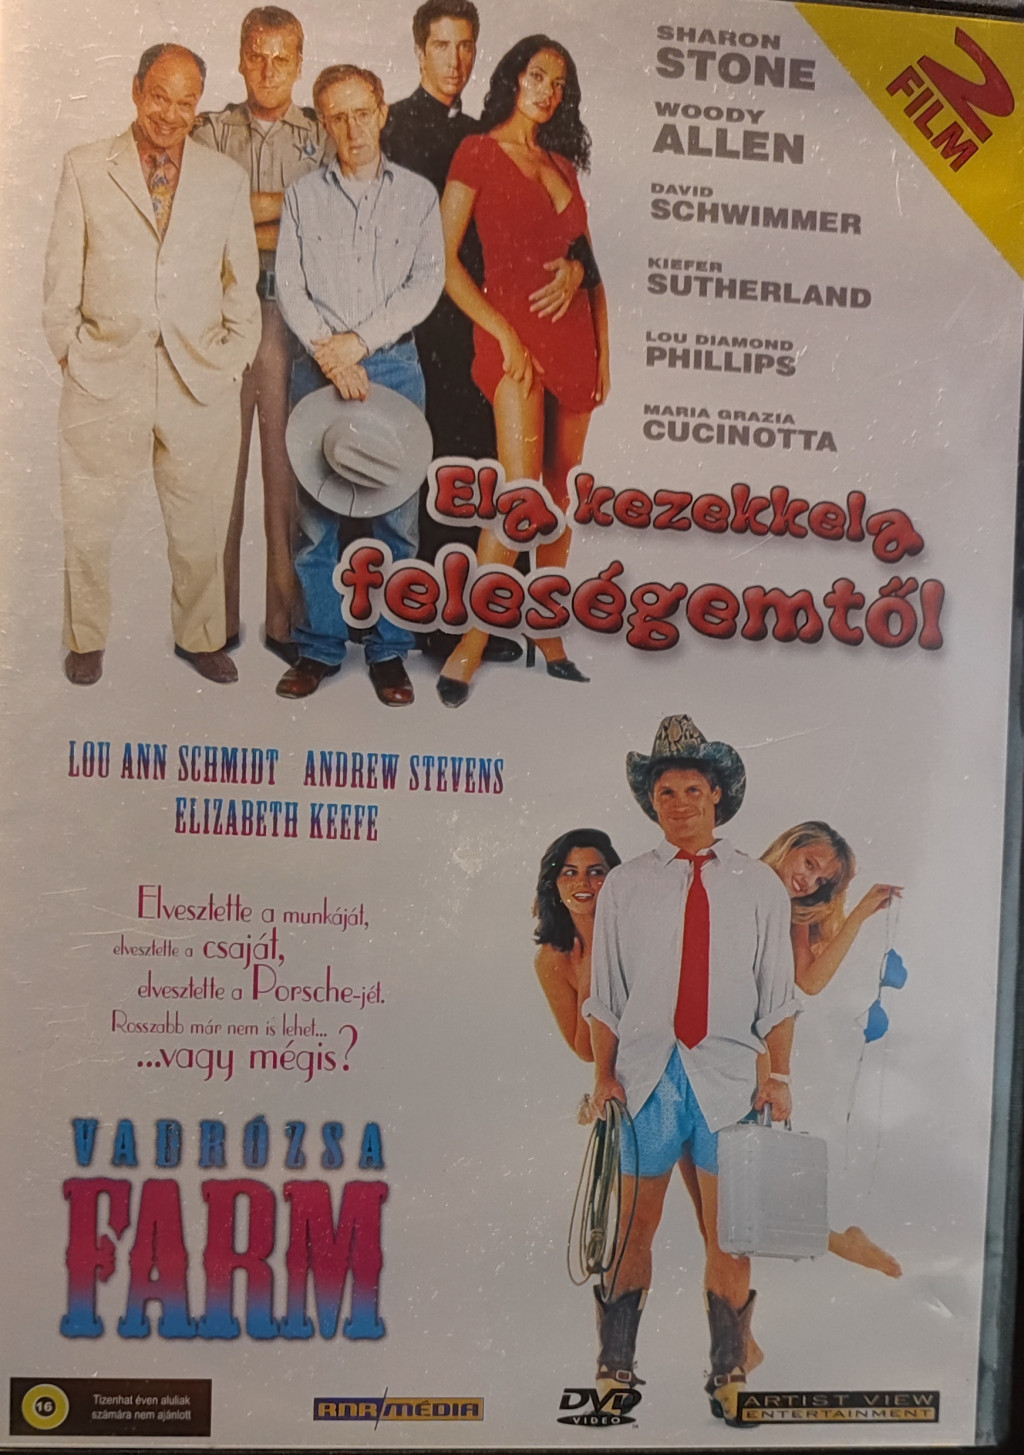 SHARON
STONE
WOODY
ALLEN
DAVID
SCHWIMMER
KIEFER
SUTHERLAND
LOU DIAMOND
PHILLIPS
MARIA GRAZIA
CUCINOTTA
2
FILM
El a kezekkel a
feleségemtől
LOU ANN SCHMIDT ANDREW STEVENS
ELIZABETH KEEFE
Elvesztette a munkáját,
elvesztette a csaját,
elvesztette a Porsche-jét.
Rosszabb már nem is lehet...
...vagy mégis?
VADRÓZSA
FARM
16
Tizenhat éven aluliak
számára nem ajánlott
RNR/MÉDIA
DVD
VIDEO
ARTIST VIEW
ENTERTAINMENT